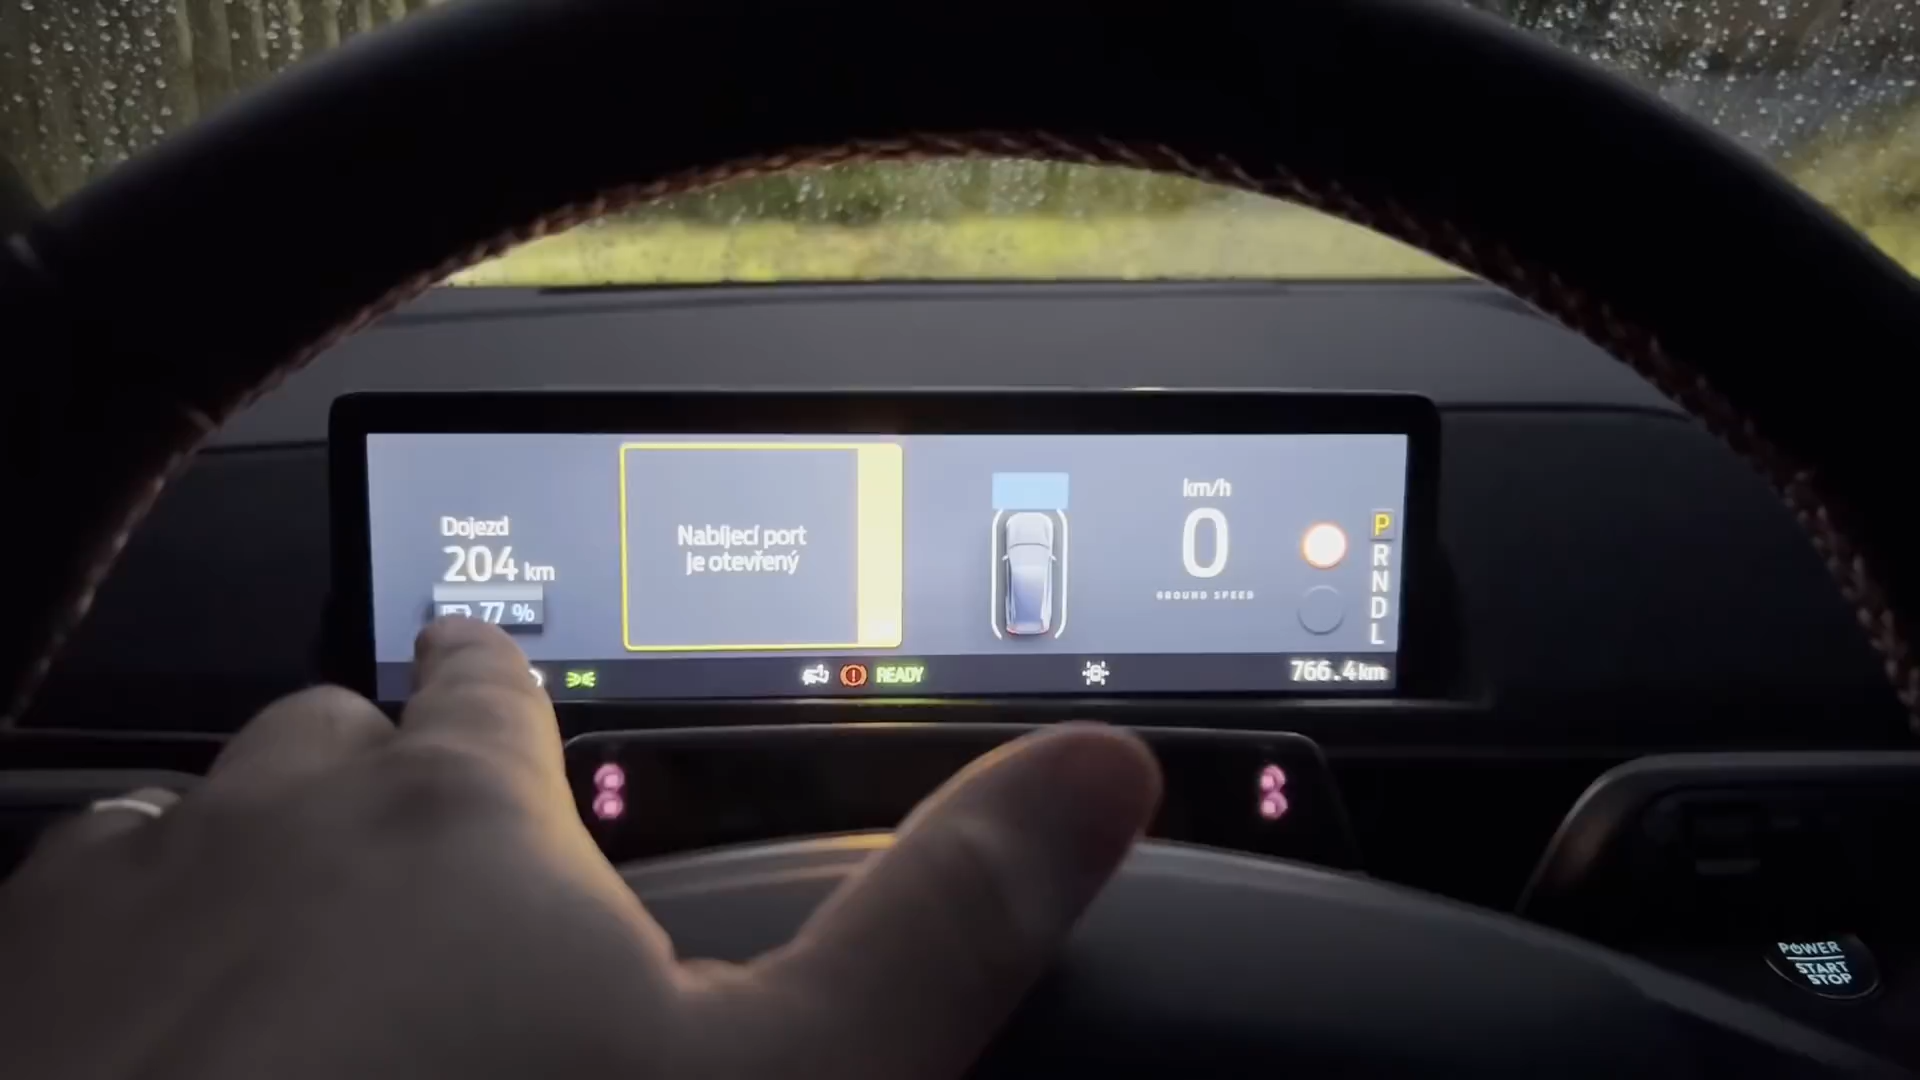 Dojezd
204 km
77 %
Nabíjecí port
je otevřený
km/h
0
GROUND SPEED
P
R
N
D
L
READY
766.4 km
POWER
START
STOP